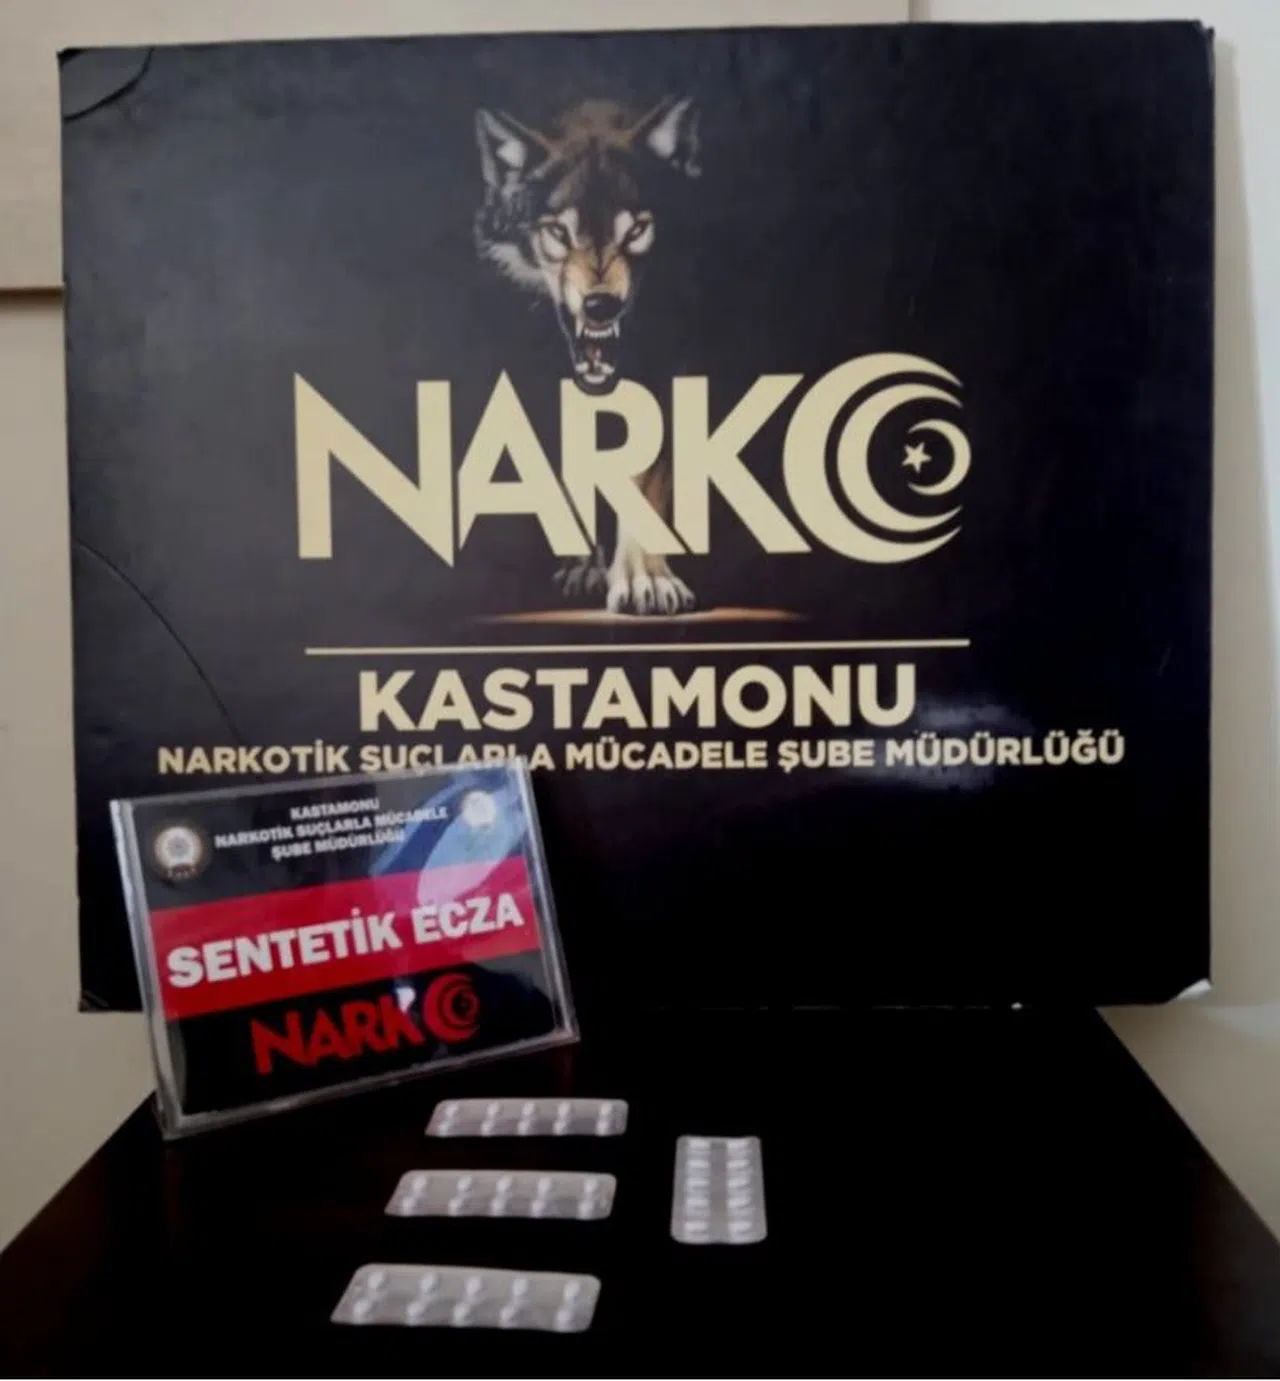 NARKO
KASTAMONU
NARKOTİK SUÇLARLA MÜCADELE ŞUBE MÜDÜRLÜĞÜ
KASTAMONU
NARKOTİK SUÇLARLA MÜCADELE
ŞUBE MÜDÜRLÜĞÜ
SENTETİK ECZA
NARKO